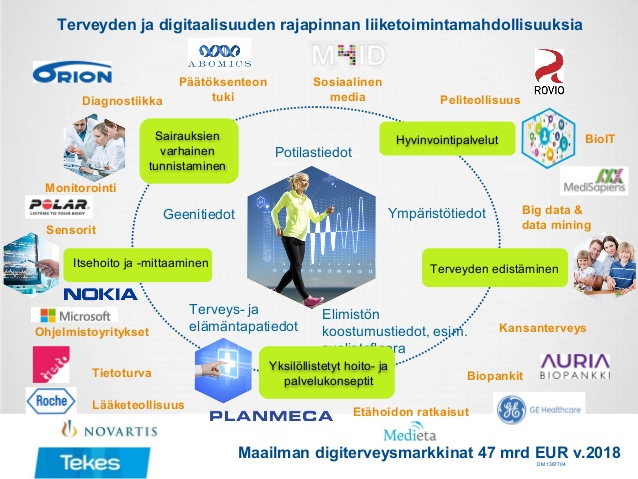 Terveyden ja digitaalisuuden rajapinnan liiketoimintamahdollisuuksia
ORION
ABOMICS
M4ID
ROVIO
Päätöksenteon
tuki
Sosiaalinen
media
Diagnostiikka
Peliteollisuus
Sairauksien
varhainen
tunnistaminen
Hyvinvointipalvelut
BioIT
Potilastiedot
MediSapiens
Monitorointi
POLAR
LISTEN TO YOUR BODY
Geenitiedot
Ympäristötiedot
Big data &
data mining
Sensorit
Itsehoito ja -mittaaminen
Terveyden edistäminen
NOKIA
Microsoft
Terveys- ja
elämäntapatiedot
Elimistön
koostumustiedot, esim.
Ohjelmistoyritykset
Kansanterveys
Yksilöllistetyt hoito- ja
palvelukonseptit
AURIA
BIOPANKKI
Tietoturva
Biopankit
Roche
Lääketeollisuus
PLANMECA
Etähoidon ratkaisut
GE Healthcare
NOVARTIS
Medieta
Tekes
Maailman digiterveysmarkkinat 47 mrd EUR v.2018